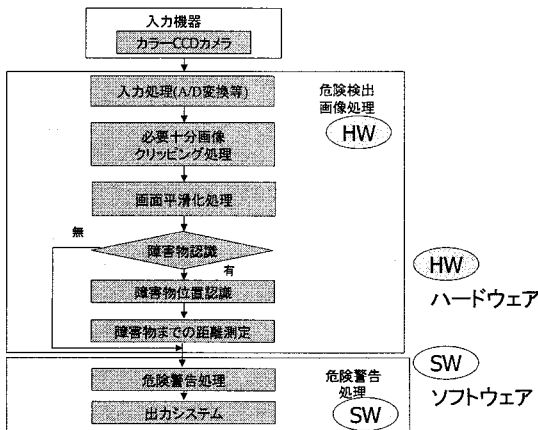 入力機器
カラーCCDカメラ
入力処理(A/D変換等)
危険検出
画像処理
HW
必要十分画像
クリッピング処理
画面平滑化処理
無
障害物認識
有
HW
ハードウェア
障害物位置認識
障害物までの距離測定
SW
ソフトウェア
危険警告処理
危険警告
処理
SW
出力システム